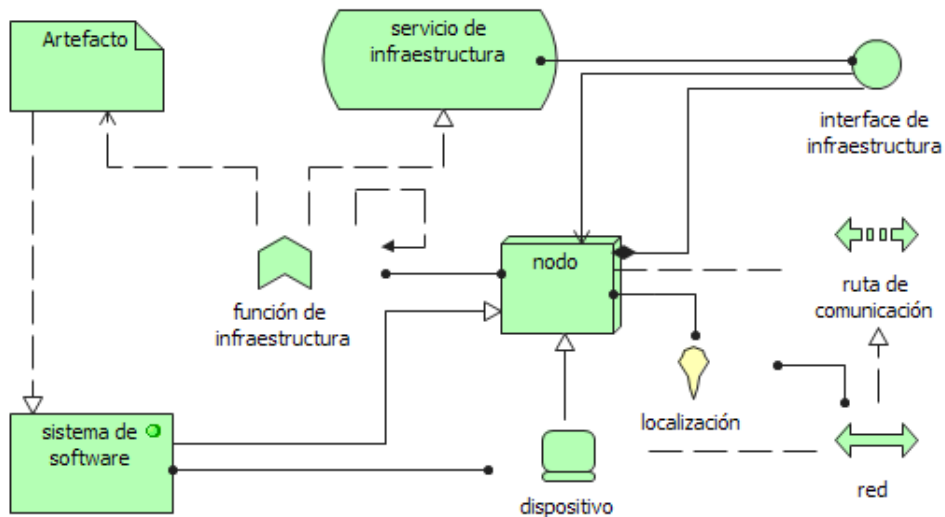 Artefacto
servicio de
infraestructura
interface de
infraestructura
nodo
ruta de
comunicación
función de
infraestructura
localización
sistema de
software
red
dispositivo